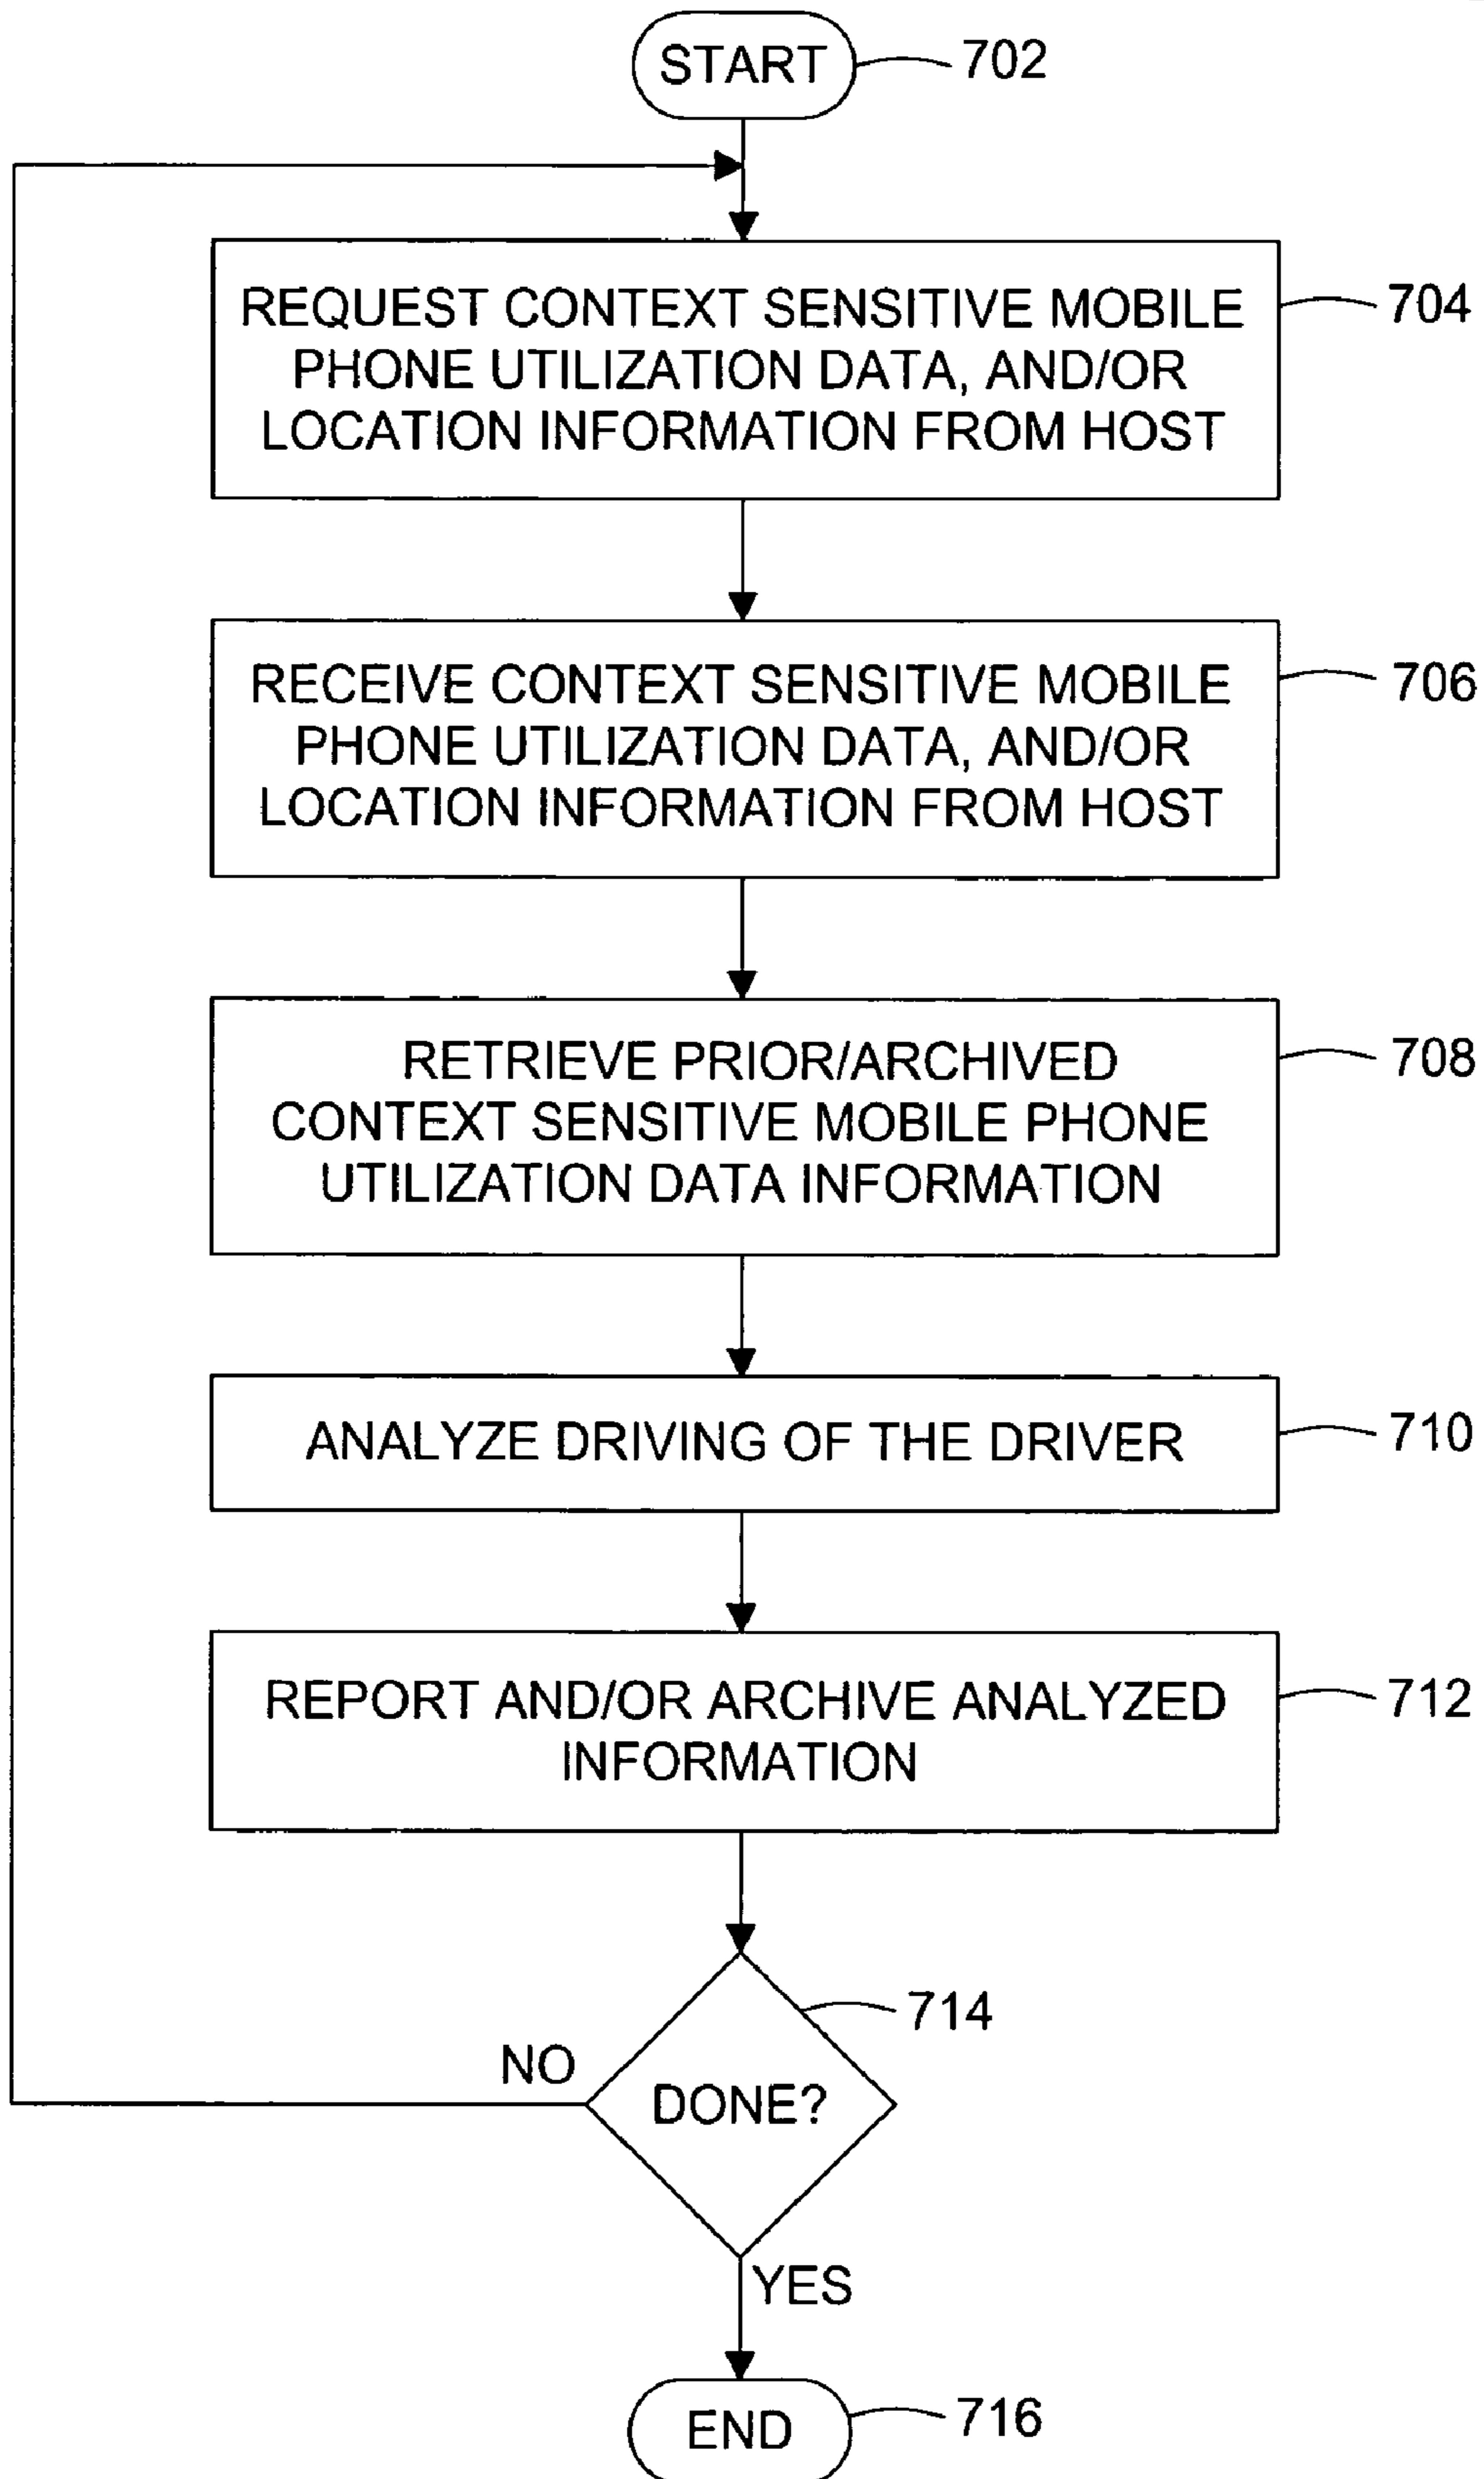 START
702
REQUEST CONTEXT SENSITIVE MOBILE
PHONE UTILIZATION DATA, AND/OR
LOCATION INFORMATION FROM HOST
704
RECEIVE CONTEXT SENSITIVE MOBILE
PHONE UTILIZATION DATA, AND/OR
LOCATION INFORMATION FROM HOST
706
RETRIEVE PRIOR/ARCHIVED
CONTEXT SENSITIVE MOBILE PHONE
UTILIZATION DATA INFORMATION
708
ANALYZE DRIVING OF THE DRIVER
710
REPORT AND/OR ARCHIVE ANALYZED
INFORMATION
712
714
NO
DONE?
YES
END
716